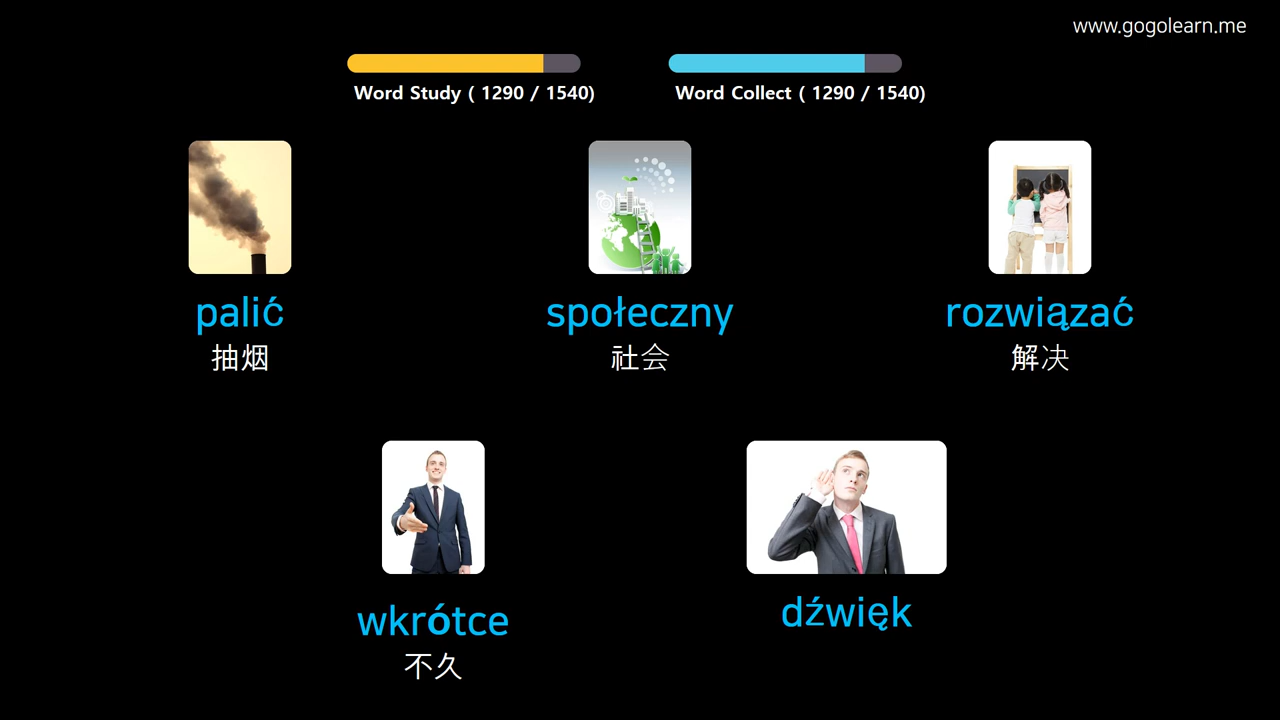 www.gogolearn.me
Word Study ( 1290 / 1540)
Word Collect ( 1290 / 1540)
palić
społeczny
rozwiązać
抽烟
社会
解决
wkrótce
dźwięk
不久